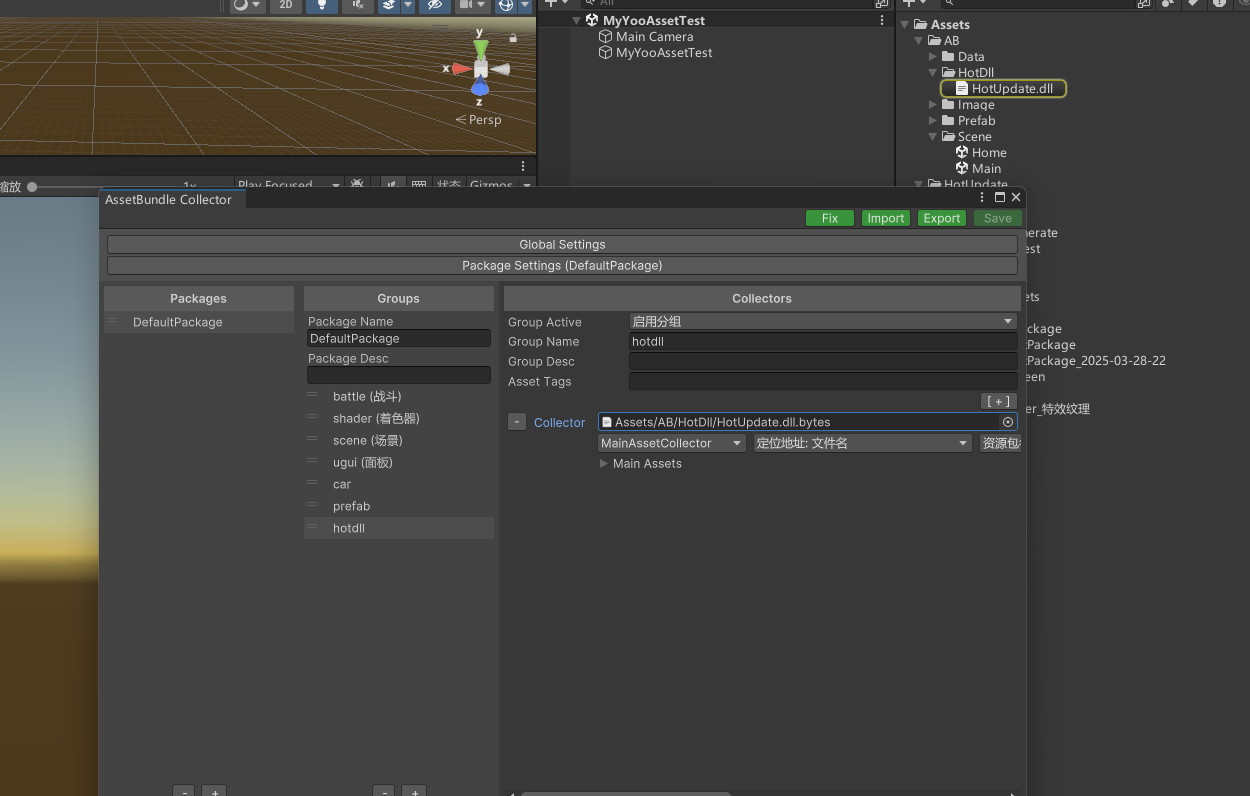 2D
All
MyYooAssetTest
Main Camera
MyYooAssetTest
Assets
AB
Data
HotDll
HotUpdate.dll
Image
Prefab
Scene
Home
Main
HotUpdate
y
x
z
Persp
缩放
1x
Play Focused
状态
Gizmos
AssetBundle Collector
Fix
Import
Export
Save
Global Settings
Package Settings (DefaultPackage)
Packages
DefaultPackage
Groups
Package Name
DefaultPackage
Package Desc
battle (战斗)
shader (着色器)
scene (场景)
ugui (面板)
car
prefab
hotdll
Collectors
Group Active
启用分组
Group Name
hotdll
Group Desc
Asset Tags
[ + ]
-
Collector
Assets/AB/HotDll/HotUpdate.dll.bytes
MainAssetCollector
定位地址: 文件名
资源包
Main Assets
- +
- +
erate
est
ets
ckage
tPackage
tPackage_2025-03-28-22
een
er_特效纹理